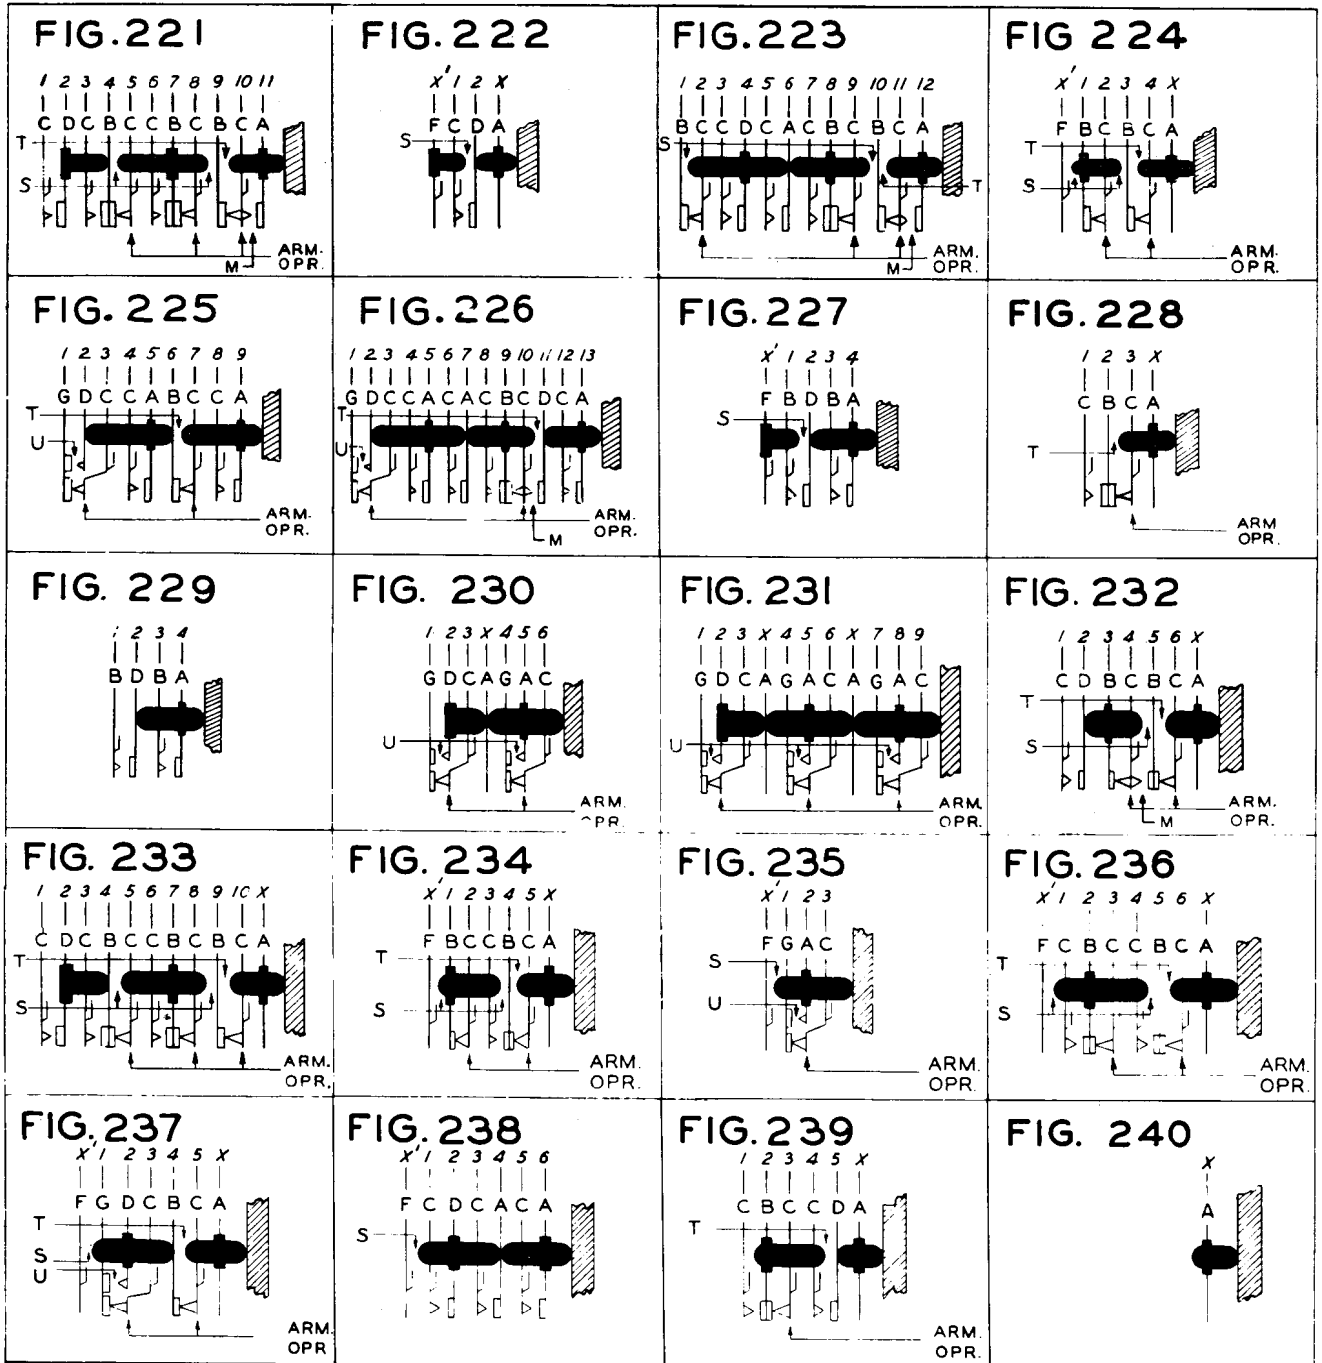 FIG.221
1 2 3 4 5 6 7 8 9 10 11
C D C B C C B C B C A
T
S
ARM.
M OPR.
FIG.222
X' 1 2 X
F C D A
S
FIG.223
1 2 3 4 5 6 7 8 9 10 11 12
B C C D C A C B C B C A
S
T
ARM.
M OPR.
FIG 224
X' 1 2 3 4 X
F B C B C A
T
S
ARM.
OPR.
FIG.225
1 2 3 4 5 6 7 8 9
G D C C A B C C A
T
U
ARM.
OPR.
FIG.226
1 2 3 4 5 6 7 8 9 10 11 12 13
G D C C A C A C B C D C A
T
U
ARM.
OPR.
M
FIG.227
X' 1 2 3 4
F B D B A
S
FIG.228
1 2 3 X
C B C A
T
ARM
OPR.
FIG. 229
1 2 3 4
B D B A
FIG. 230
1 2 3 X 4 5 6
G D C A G A C
U
ARM.
OPR.
FIG. 231
1 2 3 X 4 5 6 X 7 8 9
G D C A G A C A G A C
U
ARM.
OPR.
FIG. 232
1 2 3 4 5 6 X
C D B C B C A
T
S
ARM.
M OPR.
FIG. 233
1 2 3 4 5 6 7 8 9 10 X
C D C B C C B C B C A
T
S
ARM.
OPR.
FIG. 234
X' 1 2 3 4 5 X
F B C C B C A
T
S
ARM.
OPR.
FIG. 235
X' 1 2 3
F G A C
S
U
ARM.
OPR.
FIG. 236
X' 1 2 3 4 5 6 X
F C B C C B C A
T
S
ARM.
OPR.
FIG. 237
X' 1 2 3 4 5 X
F G D C B C A
T
S
U
ARM.
OPR
FIG. 238
X' 1 2 3 4 5 6
F C D C A C A
S
FIG. 239
1 2 3 4 5 X
C B C C D A
T
ARM.
OPR.
FIG. 240
X
A